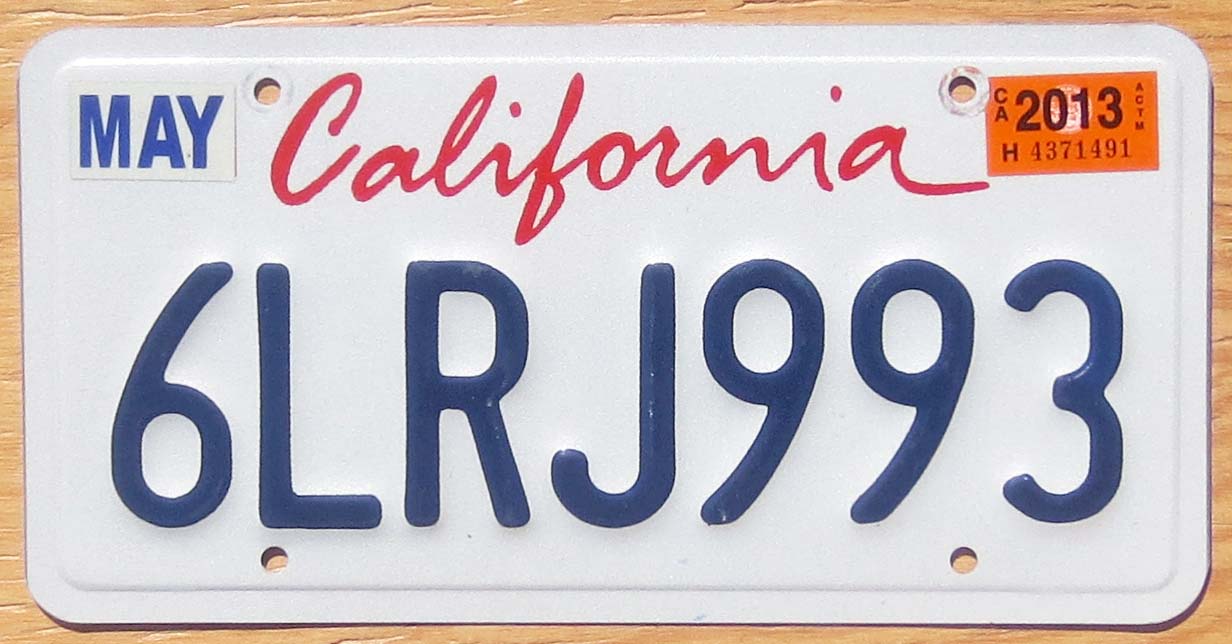 MAY
California
CA 2013 ACTM
H 4371491
6LRJ993